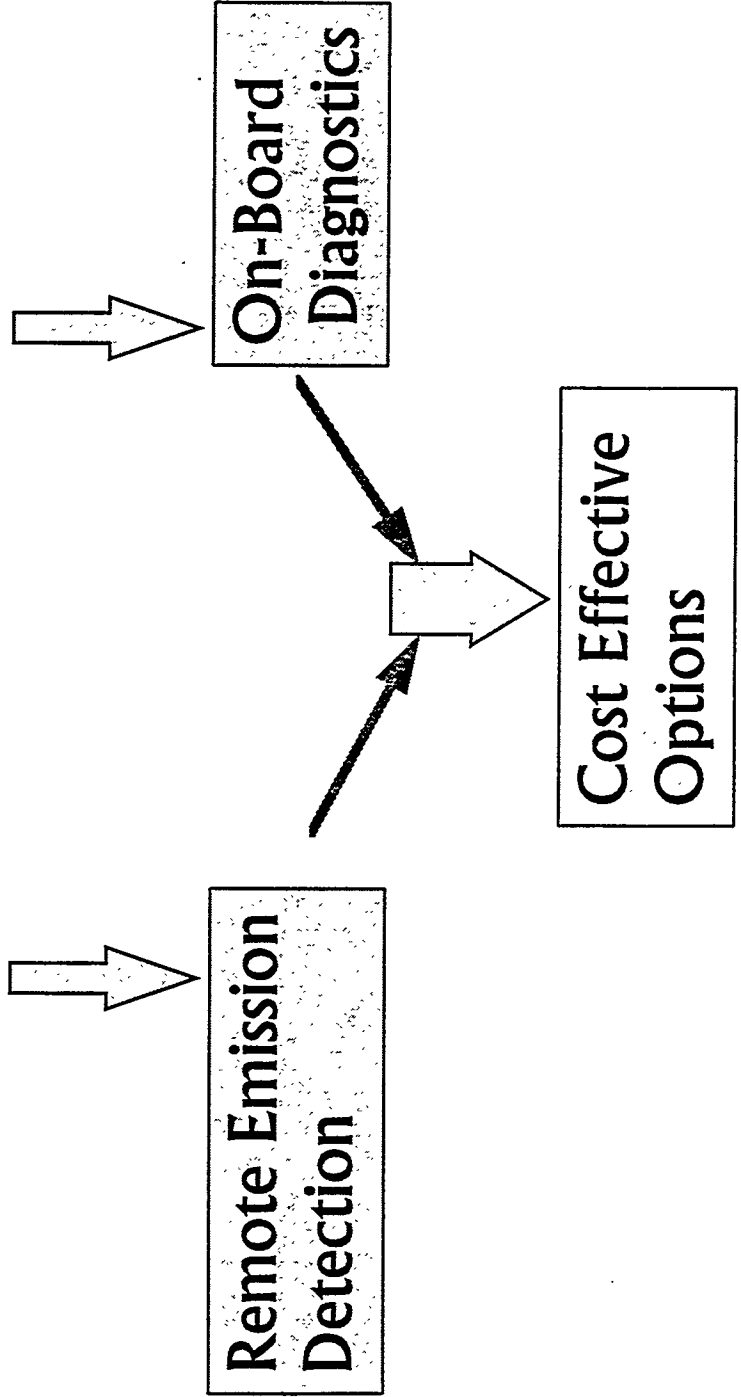 Remote Emission
Detection
On-Board
Diagnostics
Cost Effective
Options